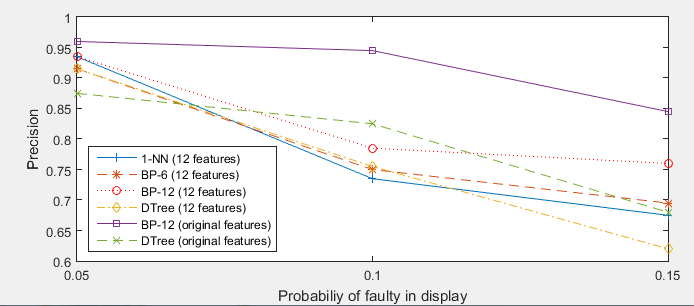 1
0.95
0.9
0.85
0.8
0.75
0.7
0.65
0.6
Precision
1-NN (12 features)
BP-6 (12 features)
BP-12 (12 features)
DTree (12 features)
BP-12 (original features)
DTree (original features)
0.05
0.1
0.15
Probabiliy of faulty in display